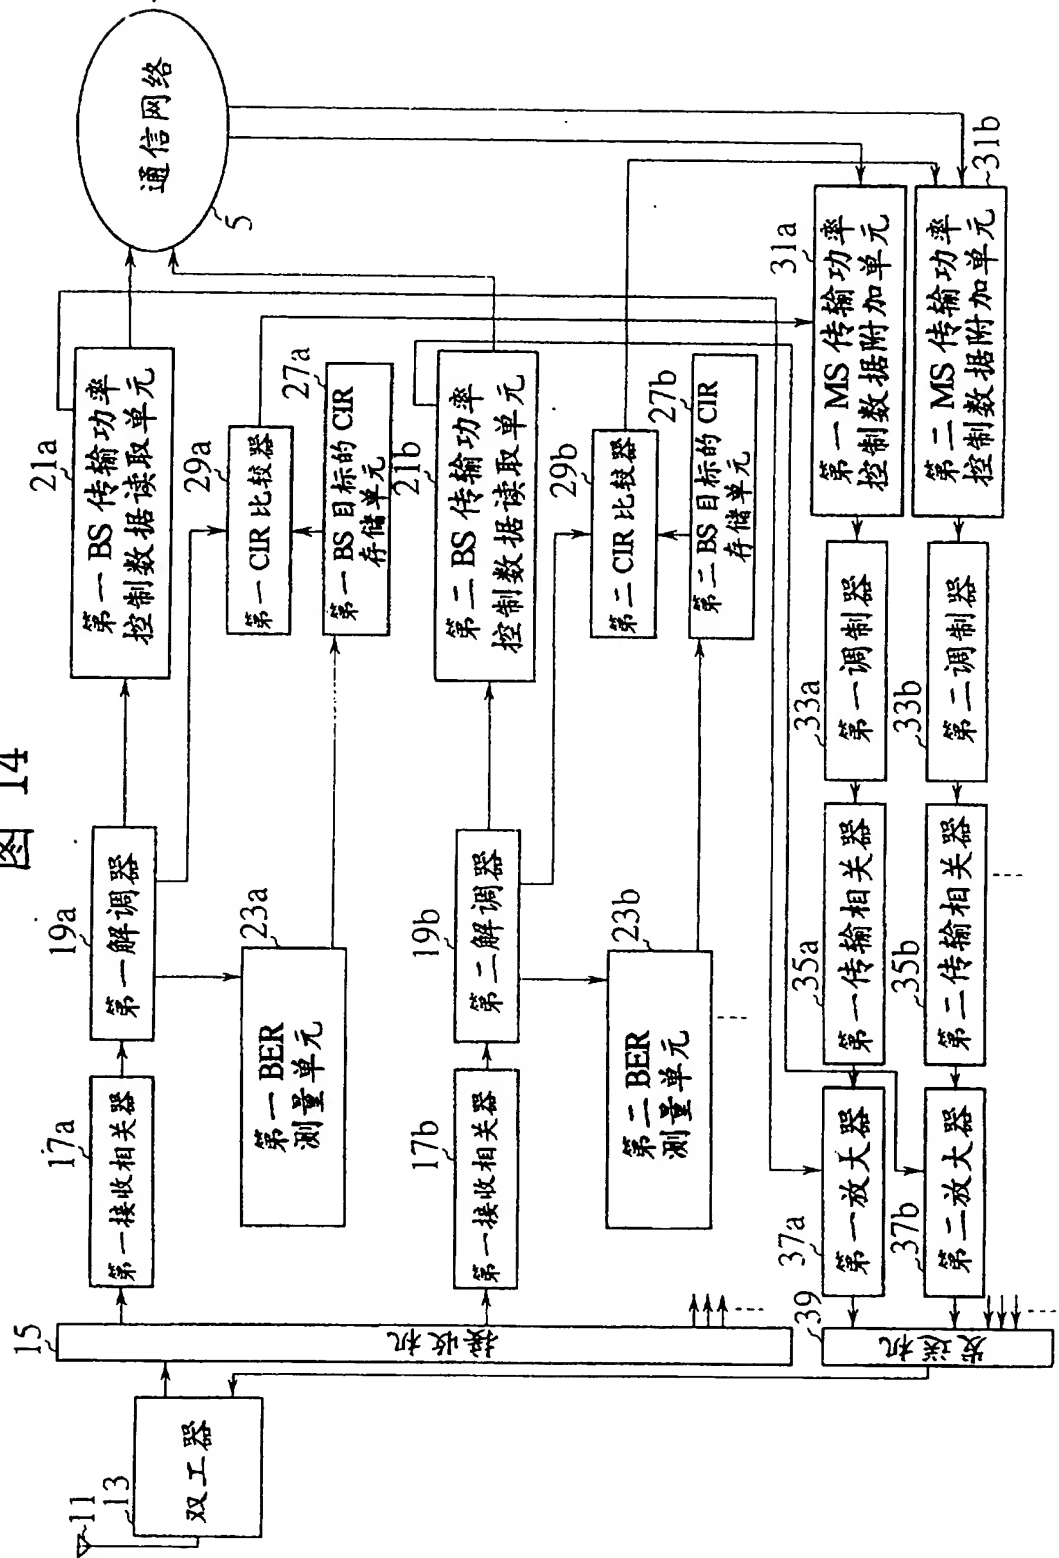 图 14
11
13
双工器
15
接收机
17a
第一接收相关器
19a
第一解调器
21a
第一 BS 传输功率
控制数据读取单元
通信网络
5
23a
第一 BER
测量单元
29a
第一 CIR 比较器
27a
第一 BS 目标的 CIR
存储单元
17b
第一接收相关器
19b
第二解调器
21b
第二 BS 传输功率
控制数据读取单元
23b
第二 BER
测量单元
29b
第二 CIR 比较器
27b
第二 BS 目标的 CIR
存储单元
39
发送机
37a
第一放大器
35a
第一传输相关器
33a
第一调制器
31a
第一 MS 传输功率
控制数据附加单元
37b
第二放大器
35b
第二传输相关器
33b
第二调制器
31b
第二 MS 传输功率
控制数据附加单元